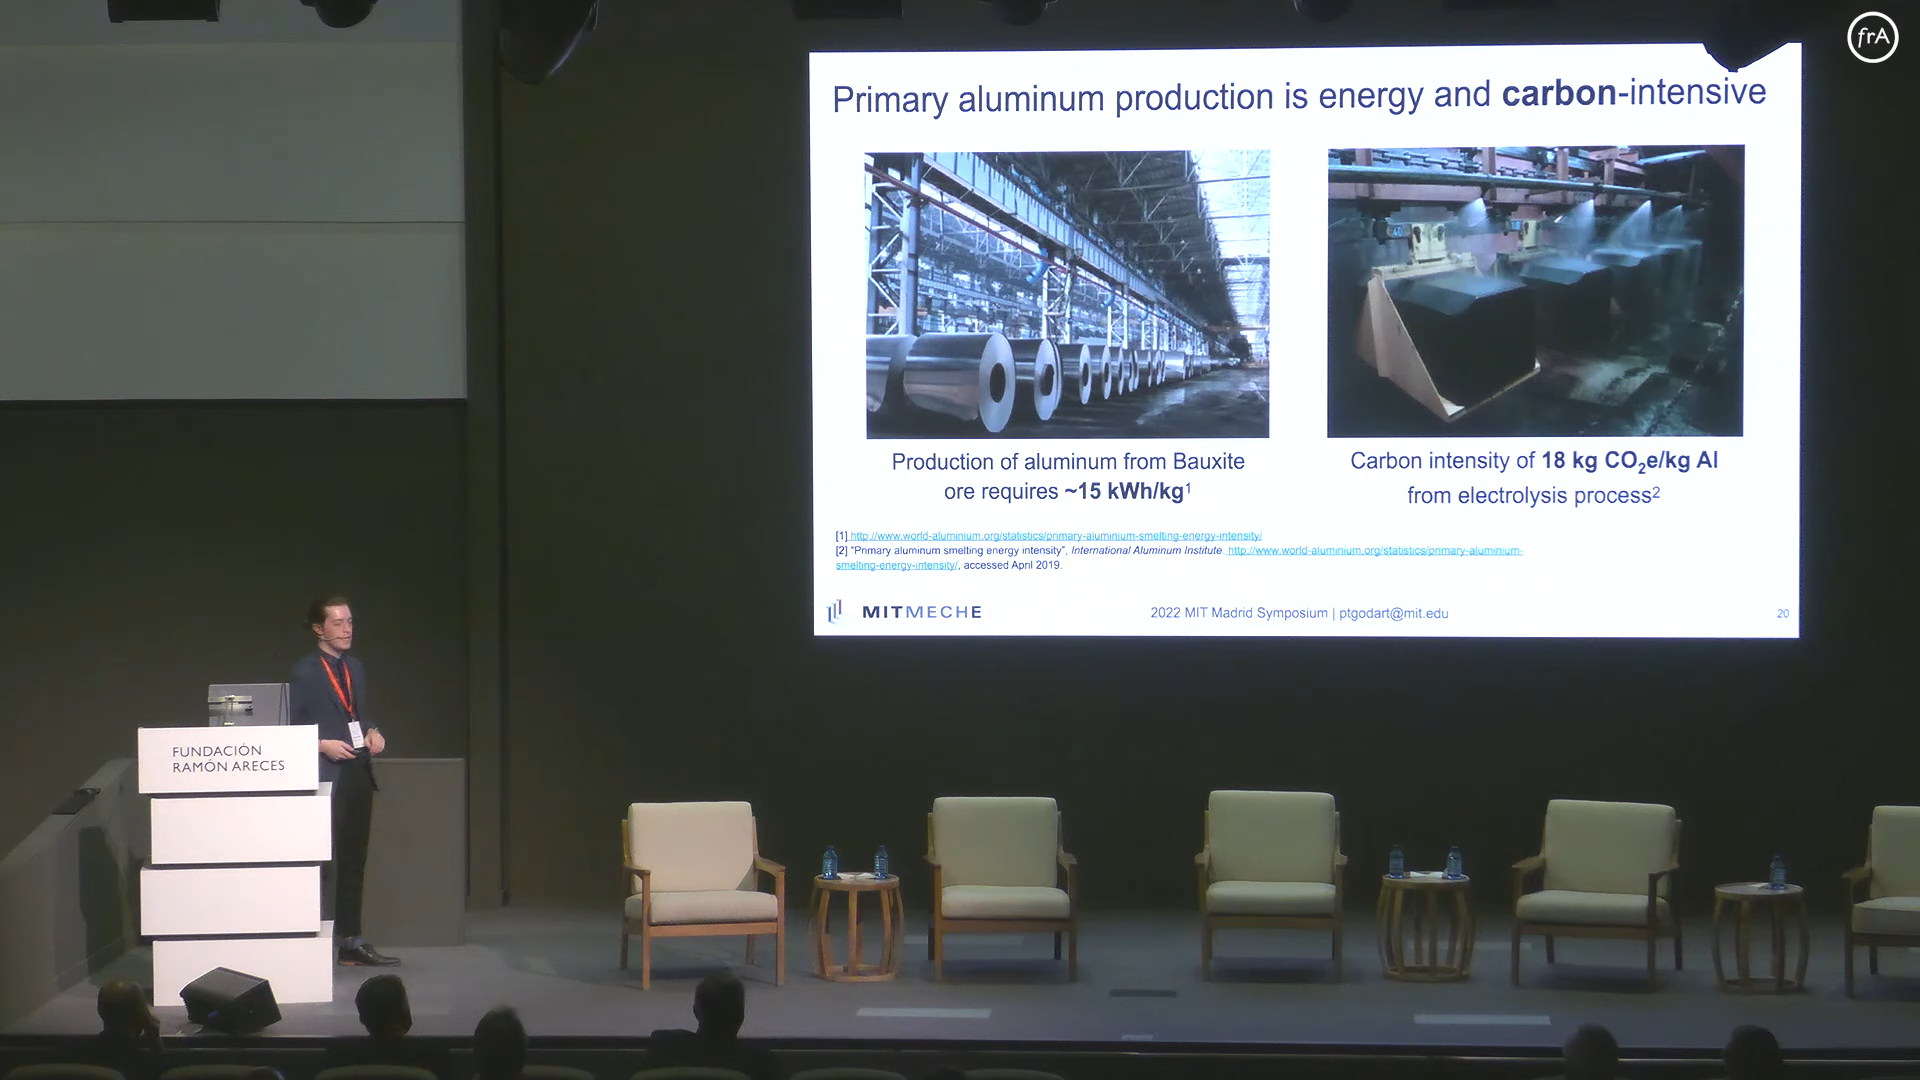 frA
Primary aluminum production is energy and carbon-intensive
Production of aluminum from Bauxite
ore requires ~15 kWh/kg¹
Carbon intensity of 18 kg CO₂e/kg Al
from electrolysis process²
[1] http://www.world-aluminium.org/statistics/primary-aluminium-smelting-energy-intensity/
[2] "Primary aluminum smelting energy intensity", International Aluminum Institute. http://www.world-aluminium.org/statistics/primary-aluminium-
smelting-energy-intensity/, accessed April 2019.
MITMECHE
2022 MIT Madrid Symposium | ptgodart@mit.edu
20
FUNDACIÓN
RAMÓN ARECES